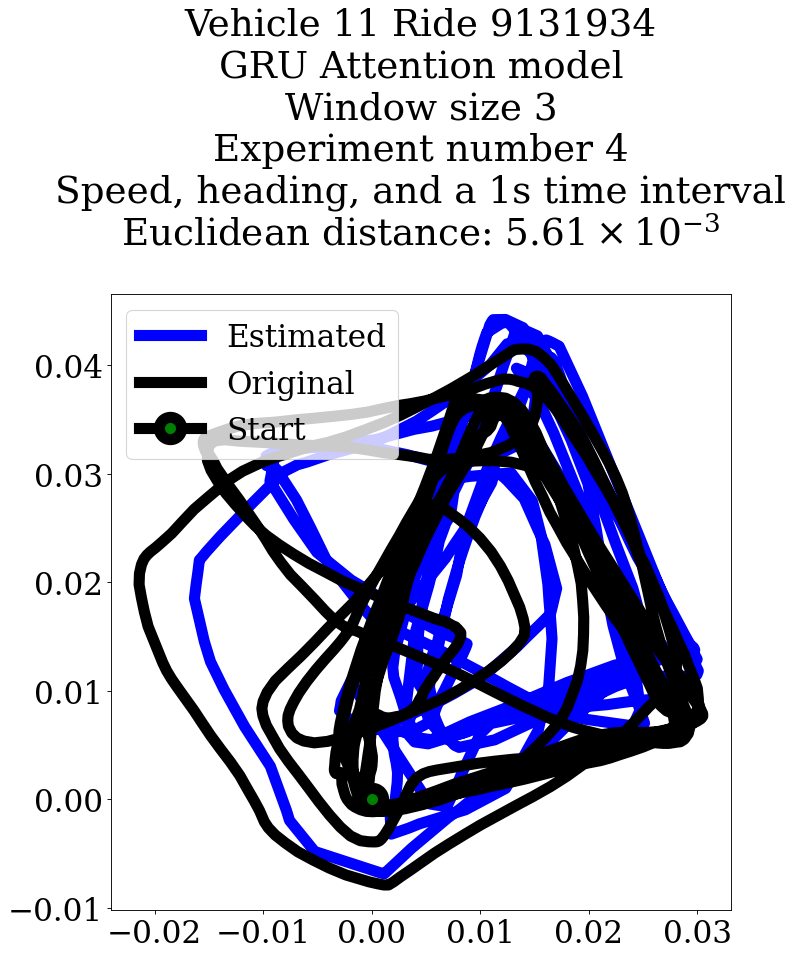 Vehicle 11 Ride 9131934
GRU Attention model
Window size 3
Experiment number 4
Speed, heading, and a 1s time interval
Euclidean distance: 5.61 × 10⁻³
Estimated
Original
Start
0.04
0.03
0.02
0.01
0.00
−0.01
−0.02 −0.01 0.00 0.01 0.02 0.03